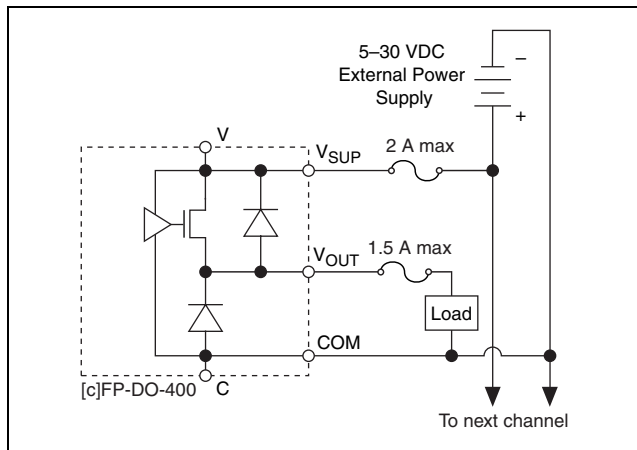 5–30 VDC
External Power
Supply
–
+
V
VSUP
2 A max
VOUT
1.5 A max
Load
COM
[c]FP-DO-400
C
To next channel